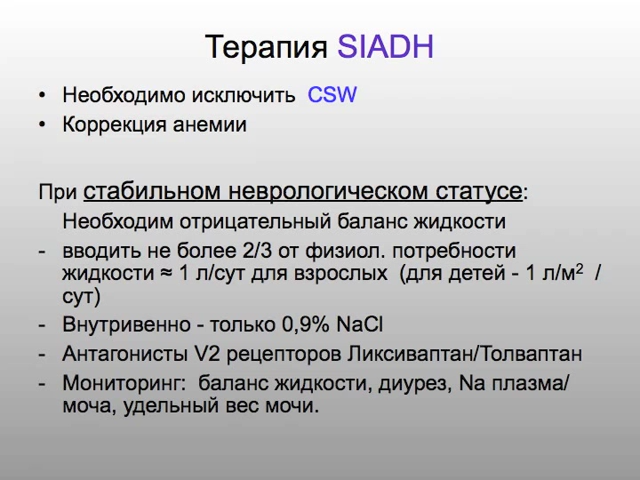 Терапия SIADH
• Необходимо исключить CSW
• Коррекция анемии
При стабильном неврологическом статусе:
Необходим отрицательный баланс жидкости
- вводить не более 2/3 от физиол. потребности
жидкости ≈ 1 л/сут для взрослых (для детей - 1 л/м² /
сут)
- Внутривенно - только 0,9% NaCl
- Антагонисты V2 рецепторов Ликсиваптан/Толваптан
- Мониторинг: баланс жидкости, диурез, Na плазма/
моча, удельный вес мочи.